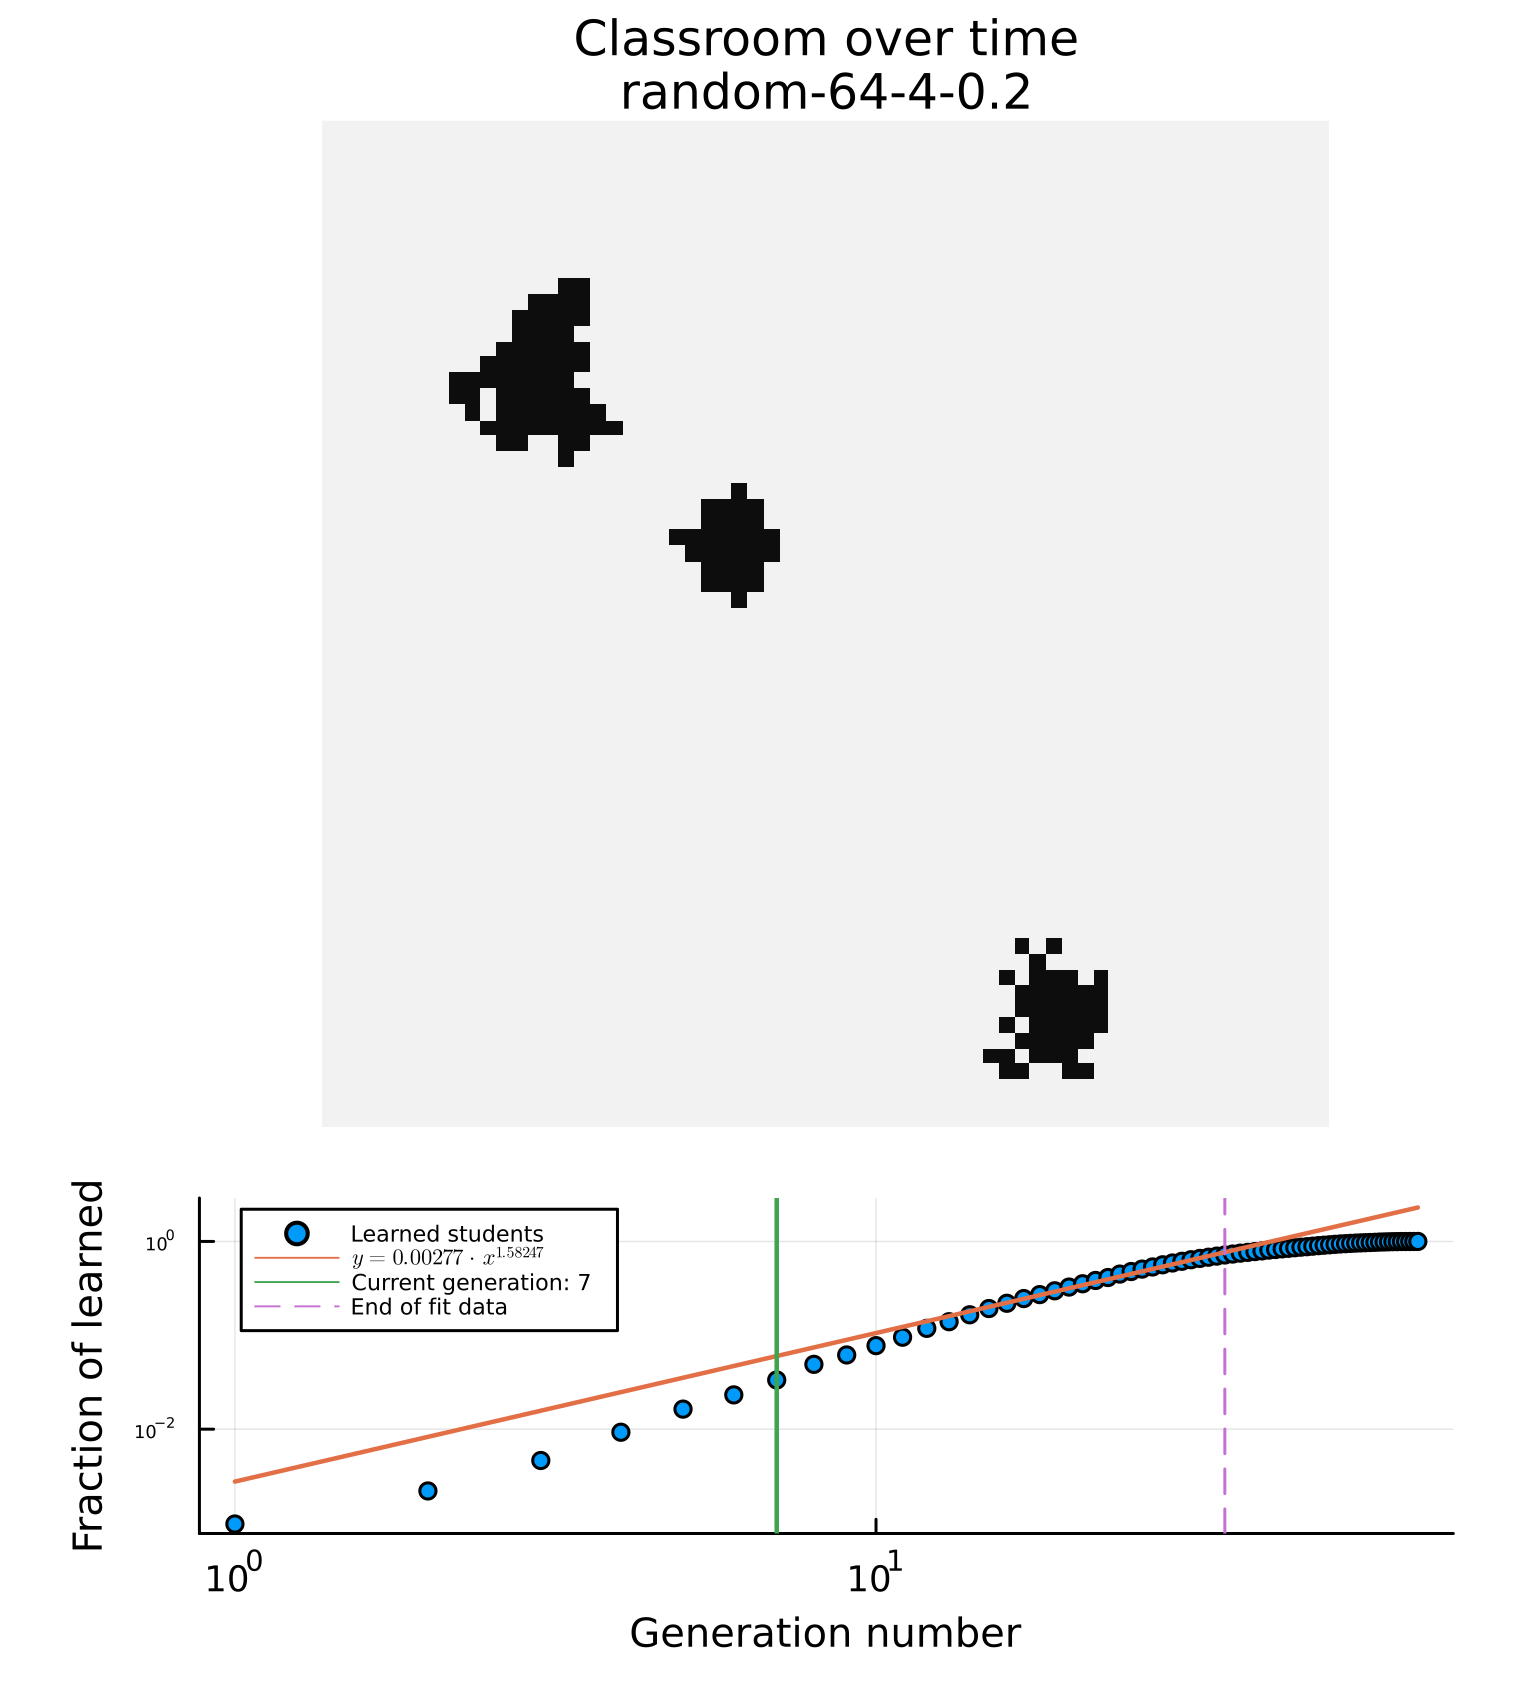 Classroom over time
random-64-4-0.2
Fraction of learned
Learned students
y = 0.00277 · x^1.58247
Current generation: 7
End of fit data
10^0
10^-2
10^0
10^1
Generation number